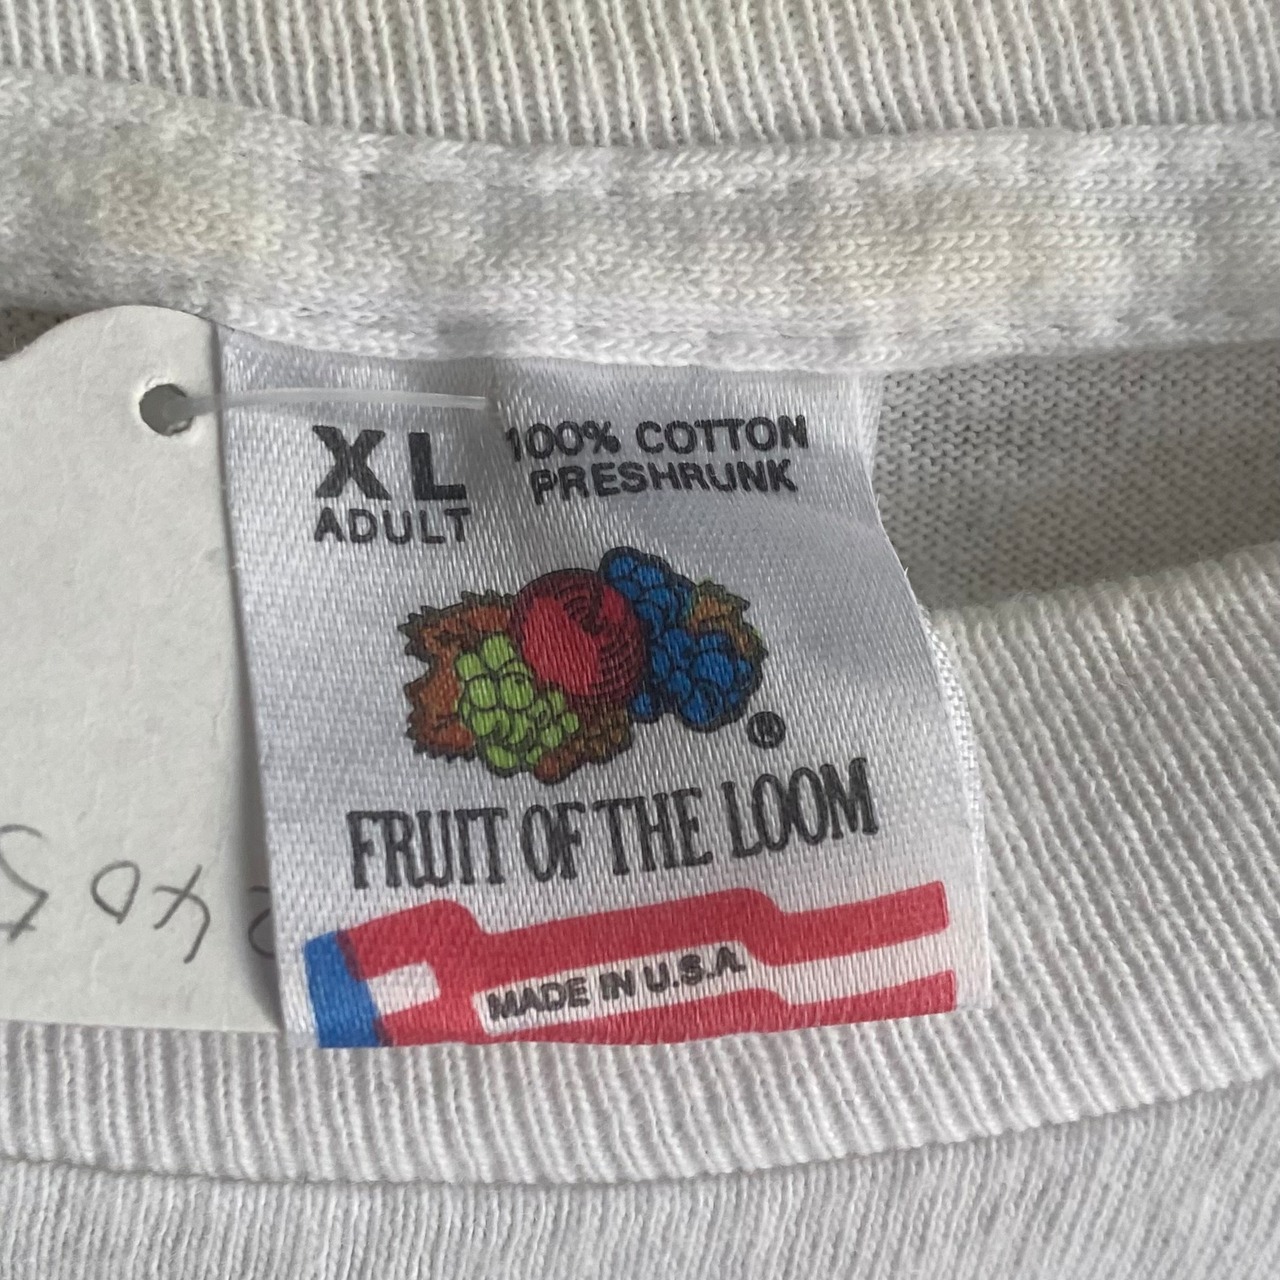 XL
ADULT
100% COTTON
PRESHRUNK
®
FRUIT OF THE LOOM
MADE IN U.S.A.